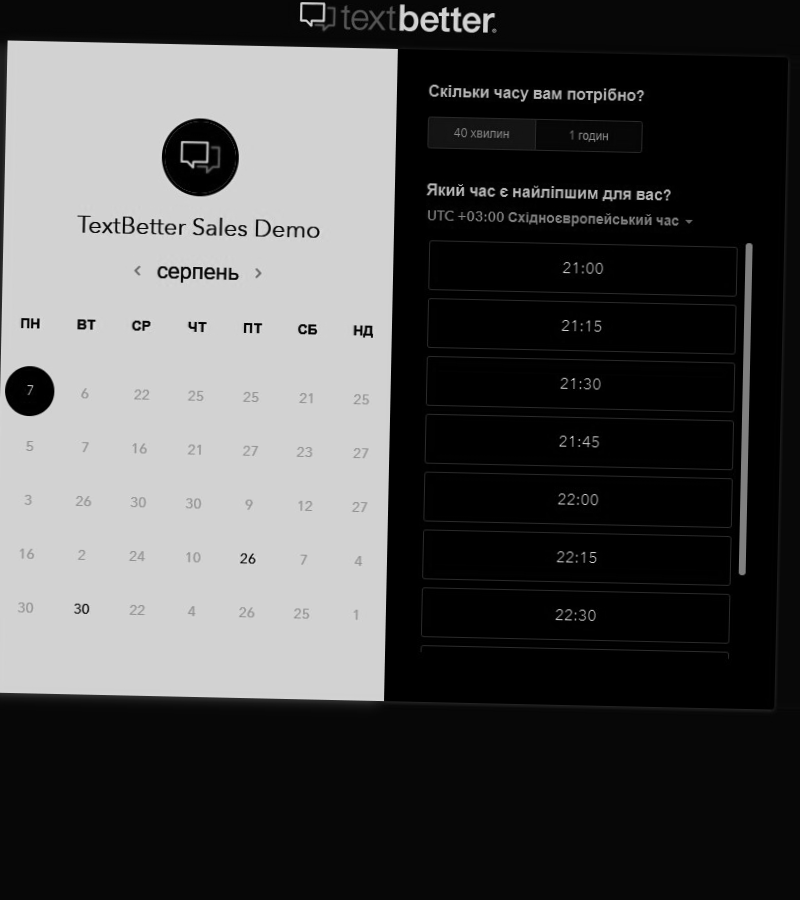 textbetter.
TextBetter Sales Demo
серпень
ПН ВТ СР ЧТ ПТ СБ НД
7 6 22 25 25 21 25
5 7 16 21 27 23 27
3 26 30 30 9 12 27
16 2 24 10 26 7 4
30 30 22 4 26 25 1
Скільки часу вам потрібно?
40 хвилин 1 годин
Який час є найліпшим для вас?
UTC +03:00 Східноєвропейський час
21:00
21:15
21:30
21:45
22:00
22:15
22:30